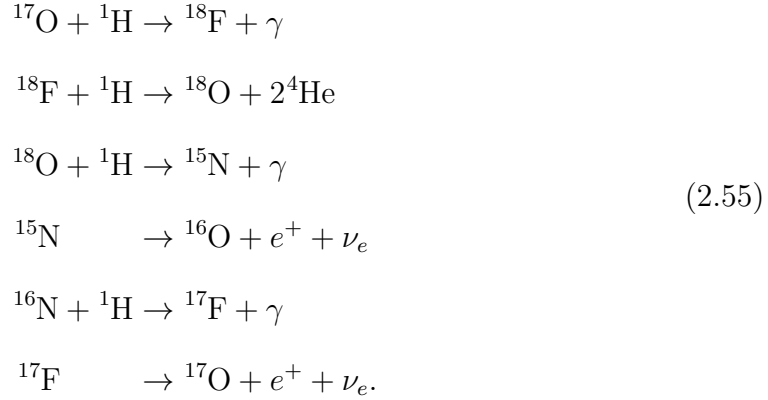 ¹⁷O + ¹H → ¹⁸F + γ
¹⁸F + ¹H → ¹⁸O + 2⁴He
¹⁸O + ¹H → ¹⁵N + γ
(2.55)
¹⁵N → ¹⁶O + e⁺ + νₑ
¹⁶N + ¹H → ¹⁷F + γ
¹⁷F → ¹⁷O + e⁺ + νₑ.